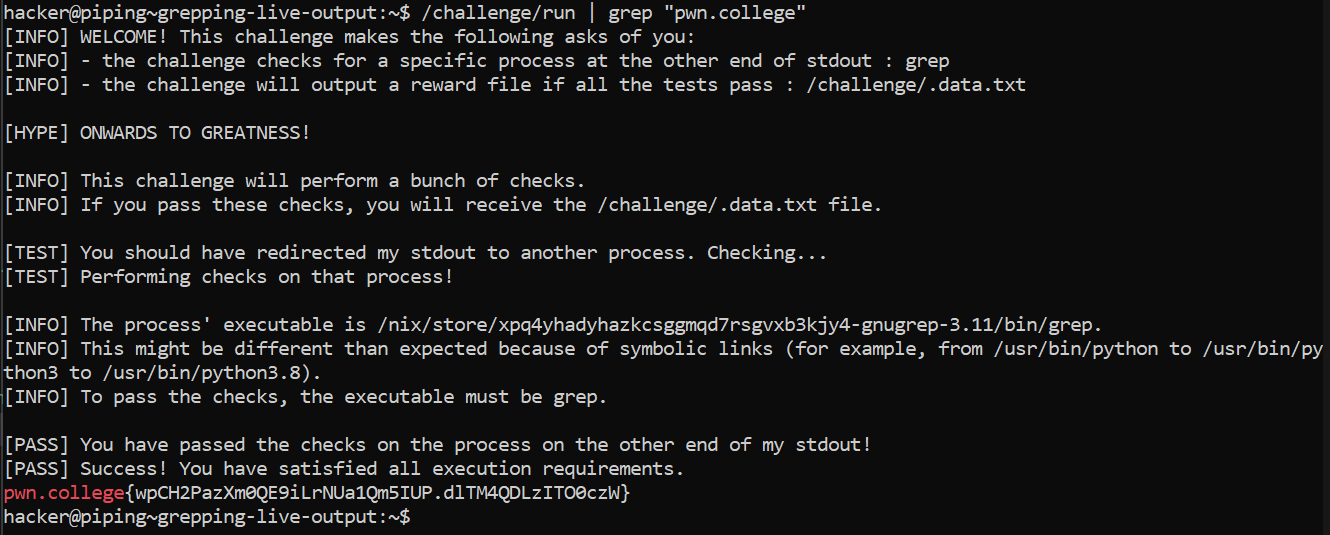 hacker@piping~grepping-live-output:~$ /challenge/run | grep "pwn.college"
[INFO] WELCOME! This challenge makes the following asks of you:
[INFO] - the challenge checks for a specific process at the other end of stdout : grep
[INFO] - the challenge will output a reward file if all the tests pass : /challenge/.data.txt

[HYPE] ONWARDS TO GREATNESS!

[INFO] This challenge will perform a bunch of checks.
[INFO] If you pass these checks, you will receive the /challenge/.data.txt file.

[TEST] You should have redirected my stdout to another process. Checking...
[TEST] Performing checks on that process!

[INFO] The process' executable is /nix/store/xpq4yhadyhazkcsggmqd7rsgvxb3kjy4-gnugrep-3.11/bin/grep.
[INFO] This might be different than expected because of symbolic links (for example, from /usr/bin/python to /usr/bin/py
thon3 to /usr/bin/python3.8).
[INFO] To pass the checks, the executable must be grep.

[PASS] You have passed the checks on the process on the other end of my stdout!
[PASS] Success! You have satisfied all execution requirements.
pwn.college{wpCH2PazXm0QE9iLrNUa1Qm5IUP.dlTM4QDLzITO0czW}
hacker@piping~grepping-live-output:~$